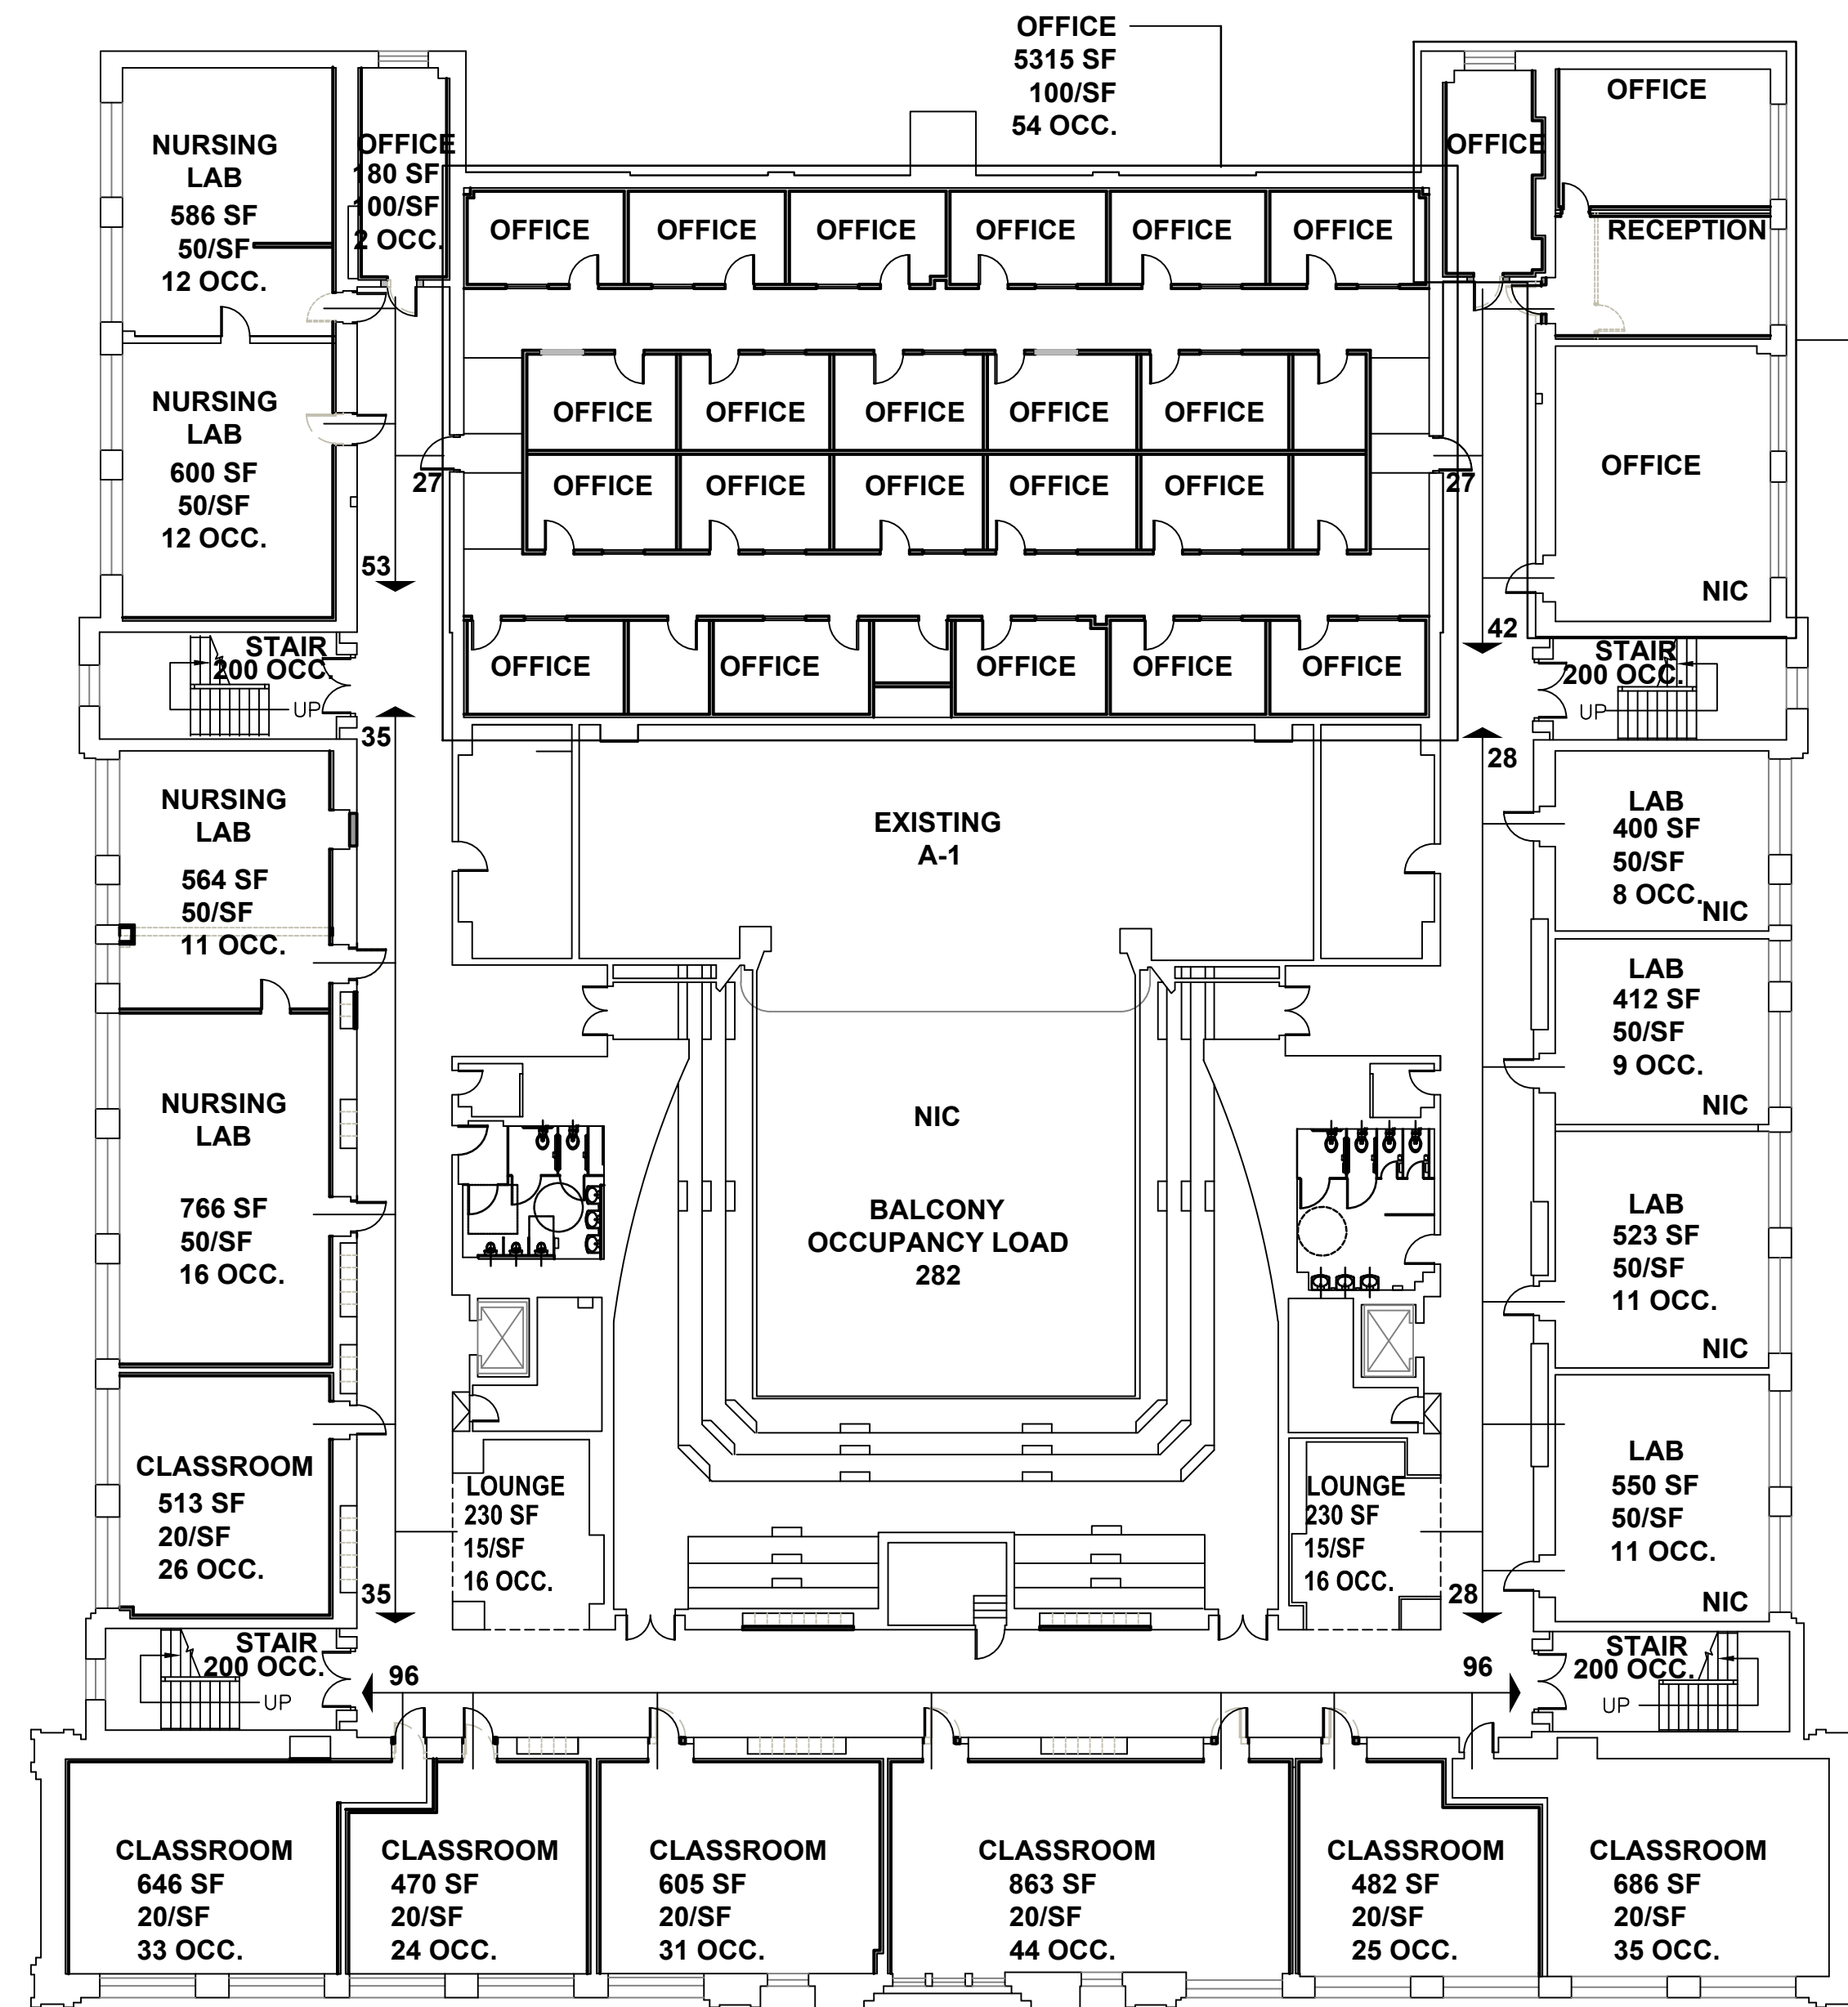 OFFICE
5315 SF
100/SF
54 OCC.
NURSING
LAB
586 SF
50/SF
12 OCC.
OFFICE
180 SF
100/SF
2 OCC.
OFFICE
OFFICE
OFFICE
OFFICE
OFFICE
OFFICE
OFFICE
OFFICE
RECEPTION
NURSING
LAB
600 SF
50/SF
12 OCC.
OFFICE
OFFICE
OFFICE
OFFICE
OFFICE
OFFICE
OFFICE
OFFICE
OFFICE
OFFICE
27
27
OFFICE
NIC
53
42
OFFICE
OFFICE
OFFICE
OFFICE
OFFICE
STAIR
200 OCC.
UP
STAIR
200 OCC.
UP
35
28
NURSING
LAB
564 SF
50/SF
11 OCC.
EXISTING
A-1
LAB
400 SF
50/SF
8 OCC.
NIC
LAB
412 SF
50/SF
9 OCC.
NIC
NURSING
LAB
766 SF
50/SF
16 OCC.
NIC
BALCONY
OCCUPANCY LOAD
282
LAB
523 SF
50/SF
11 OCC.
NIC
CLASSROOM
513 SF
20/SF
26 OCC.
LOUNGE
230 SF
15/SF
16 OCC.
LOUNGE
230 SF
15/SF
16 OCC.
LAB
550 SF
50/SF
11 OCC.
NIC
35
28
STAIR
200 OCC.
UP
96
96
STAIR
200 OCC.
UP
CLASSROOM
646 SF
20/SF
33 OCC.
CLASSROOM
470 SF
20/SF
24 OCC.
CLASSROOM
605 SF
20/SF
31 OCC.
CLASSROOM
863 SF
20/SF
44 OCC.
CLASSROOM
482 SF
20/SF
25 OCC.
CLASSROOM
686 SF
20/SF
35 OCC.